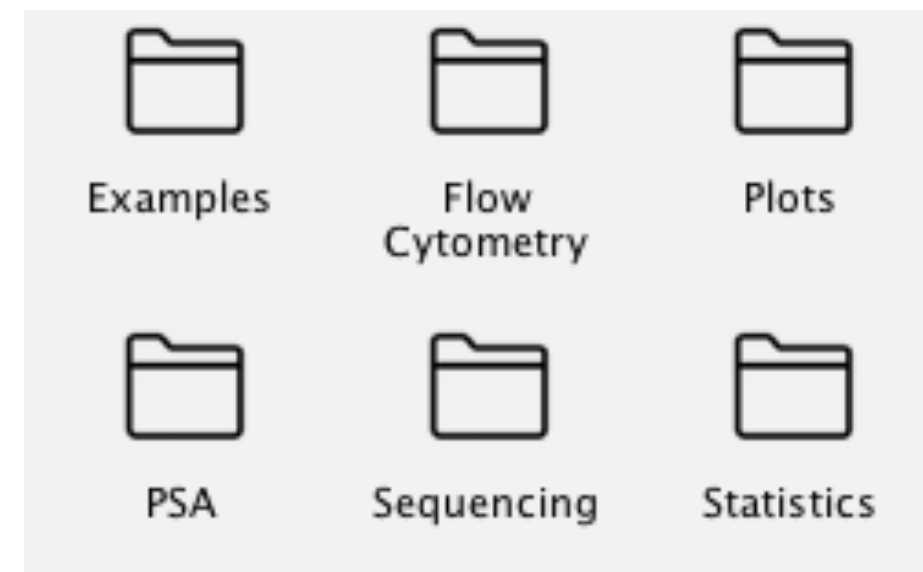 Examples
Flow
Cytometry
Plots
PSA
Sequencing
Statistics